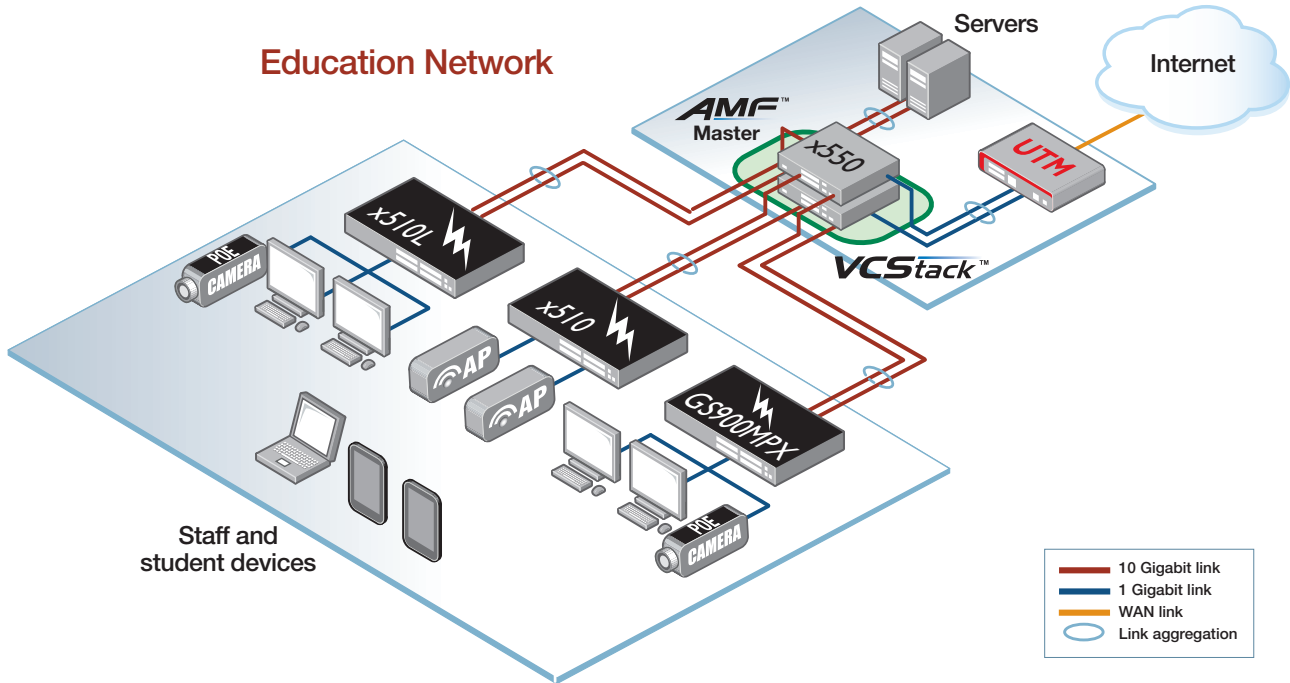 Education Network
Servers
Internet
AMF™
Master
x550
UTM
VCStack™
x510L
POE
CAMERA
x510
AP
AP
GS900MPX
POE
CAMERA
Staff and
student devices
10 Gigabit link
1 Gigabit link
WAN link
Link aggregation